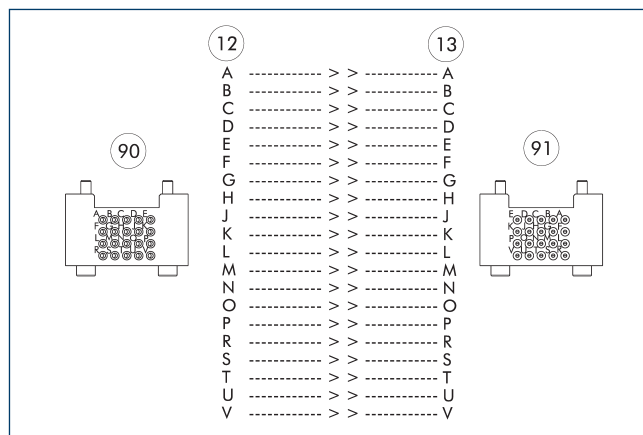 12 13
A ---------------- > > ---------------- A
B ---------------- > > ---------------- B
C ---------------- > > ---------------- C
D ---------------- > > ---------------- D
E ---------------- > > ---------------- E
F ---------------- > > ---------------- F
G ---------------- > > ---------------- G
H ---------------- > > ---------------- H
J ---------------- > > ---------------- J
K ---------------- > > ---------------- K
L ---------------- > > ---------------- L
M ---------------- > > ---------------- M
N ---------------- > > ---------------- N
O ---------------- > > ---------------- O
P ---------------- > > ---------------- P
R ---------------- > > ---------------- R
S ---------------- > > ---------------- S
T ---------------- > > ---------------- T
U ---------------- > > ---------------- U
V ---------------- > > ---------------- V
90
A B C D E
91
E D C B A